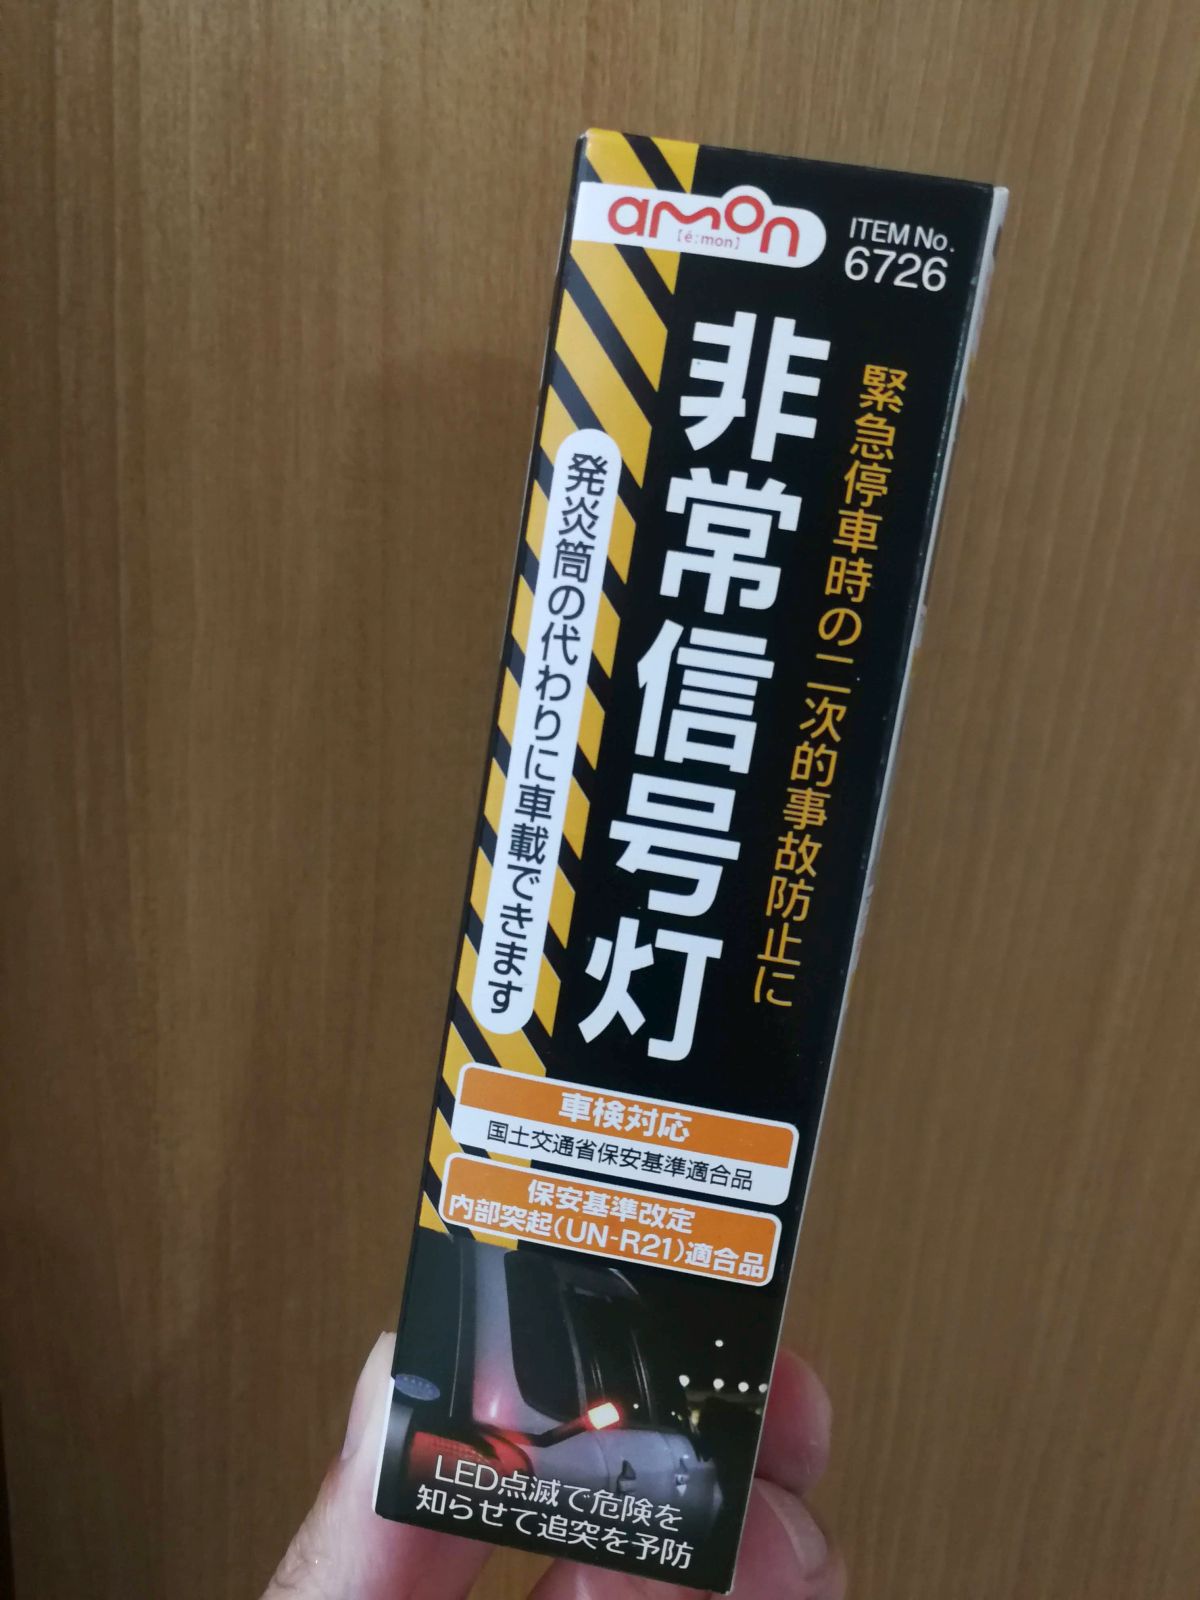 amon
[é:mon]
ITEM No.
6726
緊急停車時の二次的事故防止に
非常信号灯
発炎筒の代わりに車載できます
車検対応
国土交通省保安基準適合品
保安基準改定
内部突起(UN-R21)適合品
LED点滅で危険を
知らせて追突を予防